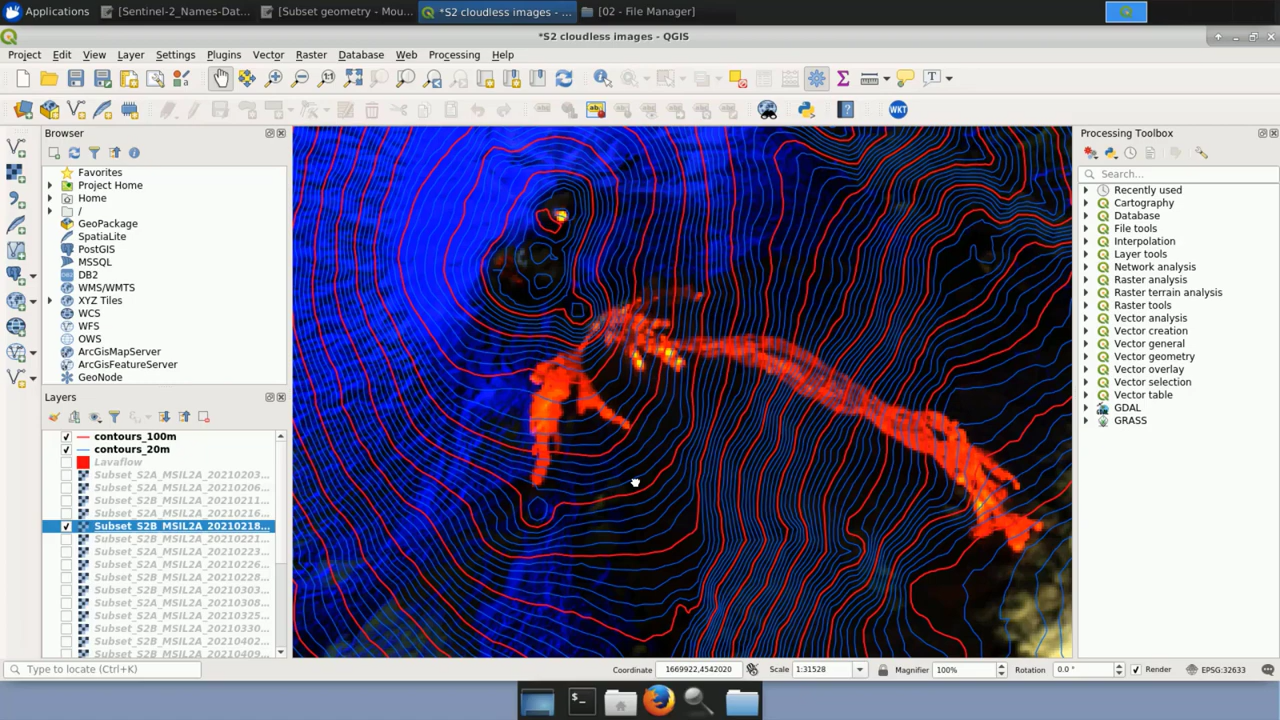 Applications
[Sentinel-2_Names-Dat...
[Subset geometry - Mou...
*S2 cloudless images - ...
[02 - File Manager]
*S2 cloudless images - QGIS
Project Edit View Layer Settings Plugins Vector Raster Database Web Processing Help
WKT
Browser
Favorites
Project Home
Home
/
GeoPackage
SpatiaLite
PostGIS
MSSQL
DB2
WMS/WMTS
XYZ Tiles
WCS
WFS
OWS
ArcGisMapServer
ArcGisFeatureServer
GeoNode
Layers
contours_100m
contours_20m
Lavaflow
Subset_S2A_MSIL2A_20210203...
Subset_S2B_MSIL2A_20210206...
Subset_S2B_MSIL2A_20210211...
Subset_S2B_MSIL2A_20210216...
Subset_S2B_MSIL2A_20210218...
Subset_S2B_MSIL2A_20210221...
Subset_S2A_MSIL2A_20210223...
Subset_S2A_MSIL2A_20210226...
Subset_S2B_MSIL2A_20210228...
Subset_S2B_MSIL2A_20210303...
Subset_S2A_MSIL2A_20210308...
Subset_S2A_MSIL2A_20210325...
Subset_S2B_MSIL2A_20210330...
Subset_S2B_MSIL2A_20210402...
Subset_S2B_MSIL2A_20210409...
Processing Toolbox
Search...
Recently used
Cartography
Database
File tools
Interpolation
Layer tools
Network analysis
Raster analysis
Raster terrain analysis
Raster tools
Vector analysis
Vector creation
Vector general
Vector geometry
Vector overlay
Vector selection
Vector table
GDAL
GRASS
Type to locate (Ctrl+K)
Coordinate 1669922,4542020 Scale 1:31528 Magnifier 100% Rotation 0.0 ° Render EPSG:32633